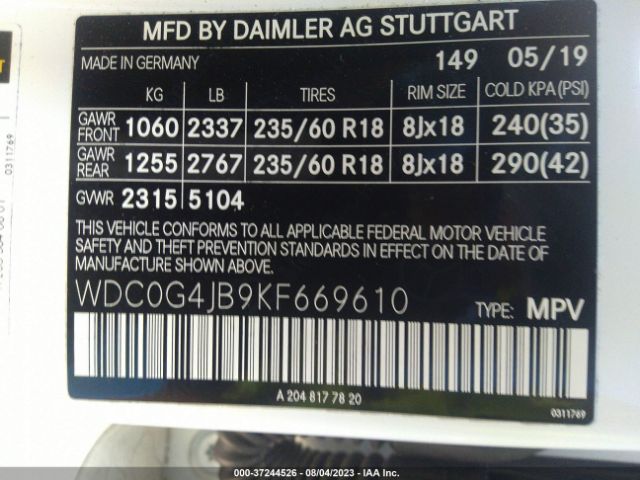 MFD BY DAIMLER AG STUTTGART
MADE IN GERMANY 149 05/19
KG LB TIRES RIM SIZE COLD KPA (PSI)
GAWR FRONT 1060 2337 235/60 R18 8Jx18 240(35)
GAWR REAR 1255 2767 235/60 R18 8Jx18 290(42)
GVWR 2315 5104
THIS VEHICLE CONFORMS TO ALL APPLICABLE FEDERAL MOTOR VEHICLE
SAFETY AND THEFT PREVENTION STANDARDS IN EFFECT ON THE DATE
OF MANUFACTURE SHOWN ABOVE.
WDC0G4JB9KF669610 TYPE: MPV
A 204 817 78 20
0311769
0311769
000-37244526 - 08/04/2023 - IAA Inc.